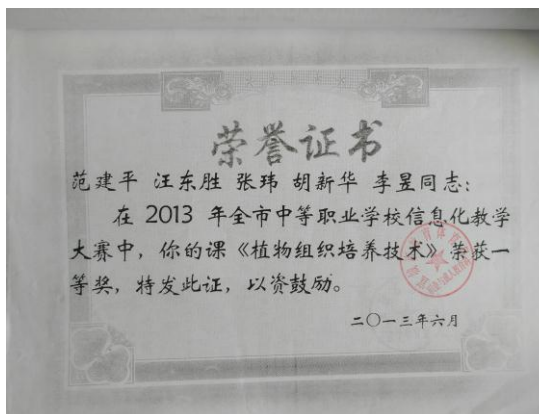 荣誉证书
范建平 汪东胜 张玮 胡新华 李昱同志：
在 2013 年全市中等职业学校信息化教学
大赛中，你的课《植物组织培养技术》荣获一
等奖，特发此证，以资鼓励。
二〇一三年六月